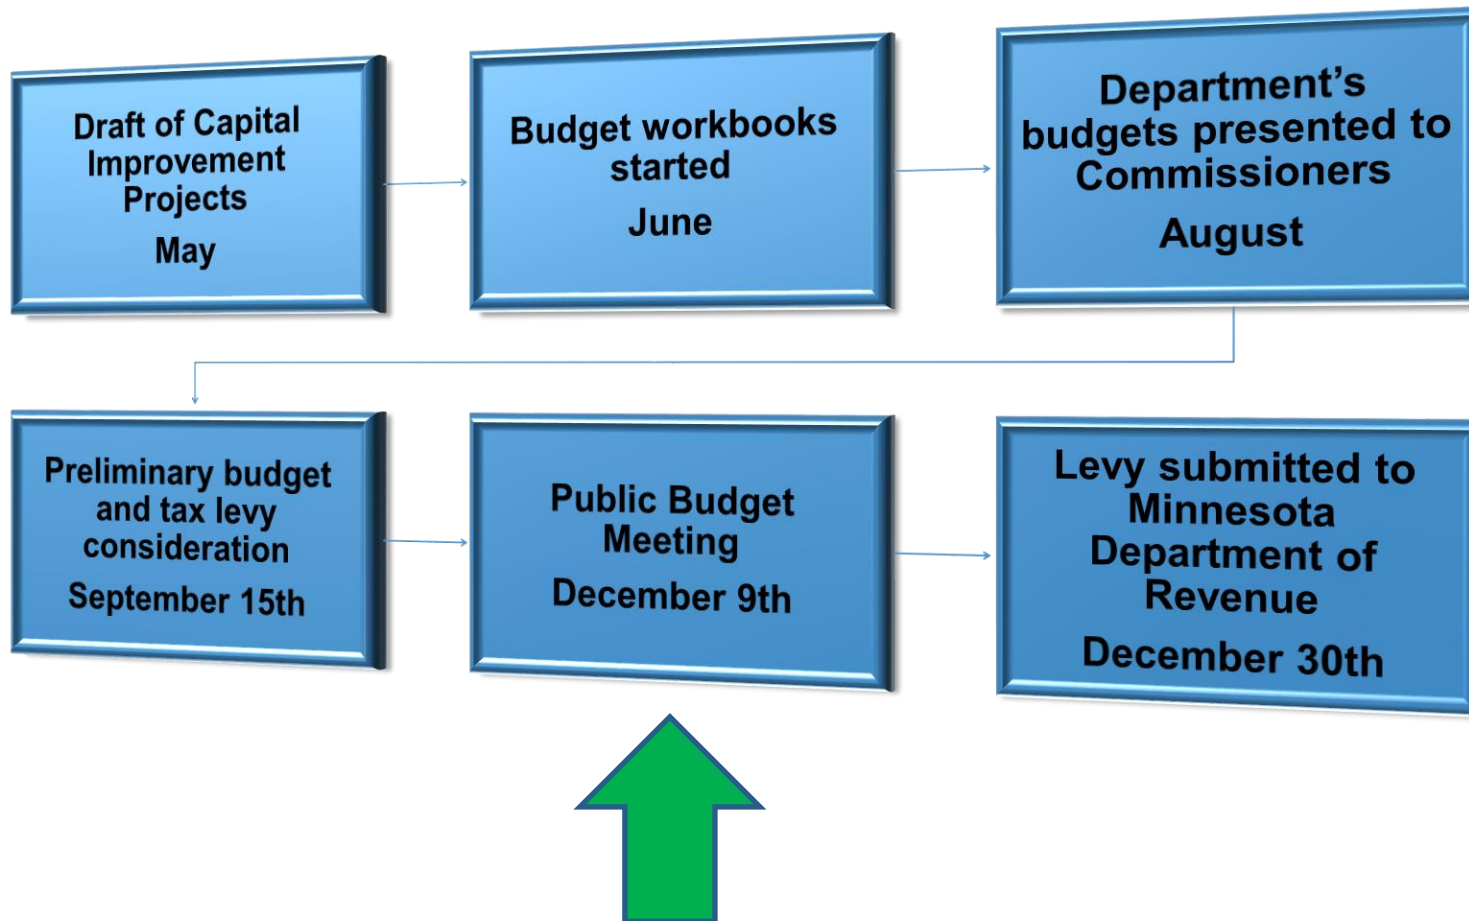 Draft of Capital
Improvement
Projects
May
Budget workbooks
started
June
Department’s
budgets presented to
Commissioners
August
Preliminary budget
and tax levy
consideration
September 15th
Public Budget
Meeting
December 9th
Levy submitted to
Minnesota
Department of
Revenue
December 30th